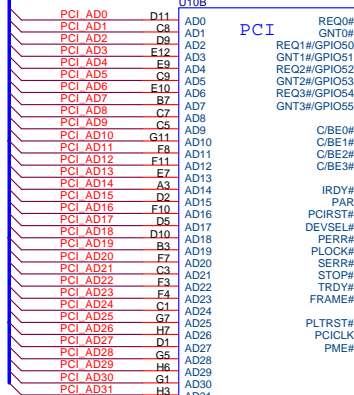 U10B
PCI_AD0 D11 AD0 PCI REQ0#
PCI_AD1 C8 AD1 GNT0#
PCI_AD2 D9 AD2 REQ1#/GPIO50
PCI_AD3 E12 AD3 GNT1#/GPIO51
PCI_AD4 E9 AD4 REQ2#/GPIO52
PCI_AD5 C9 AD5 GNT2#/GPIO53
PCI_AD6 E10 AD6 REQ3#/GPIO54
PCI_AD7 B7 AD7 GNT3#/GPIO55
PCI_AD8 C7 AD8
PCI_AD9 C5 AD9 C/BE0#
PCI_AD10 G11 AD10 C/BE1#
PCI_AD11 F8 AD11 C/BE2#
PCI_AD12 F11 AD12 C/BE3#
PCI_AD13 E7 AD13
PCI_AD14 A3 AD14 IRDY#
PCI_AD15 D2 AD15 PAR
PCI_AD16 F10 AD16 PCIRST#
PCI_AD17 D5 AD17 DEVSEL#
PCI_AD18 D10 AD18 PERR#
PCI_AD19 B3 AD19 PLOCK#
PCI_AD20 F7 AD20 SERR#
PCI_AD21 C3 AD21 STOP#
PCI_AD22 F3 AD22 TRDY#
PCI_AD23 F4 AD23 FRAME#
PCI_AD24 C1 AD24
PCI_AD25 G7 AD25 PLTRST#
PCI_AD26 H7 AD26 PCICLK
PCI_AD27 D1 AD27 PME#
PCI_AD28 G5 AD28
PCI_AD29 H6 AD29
PCI_AD30 G1 AD30
PCI_AD31 H3 AD31